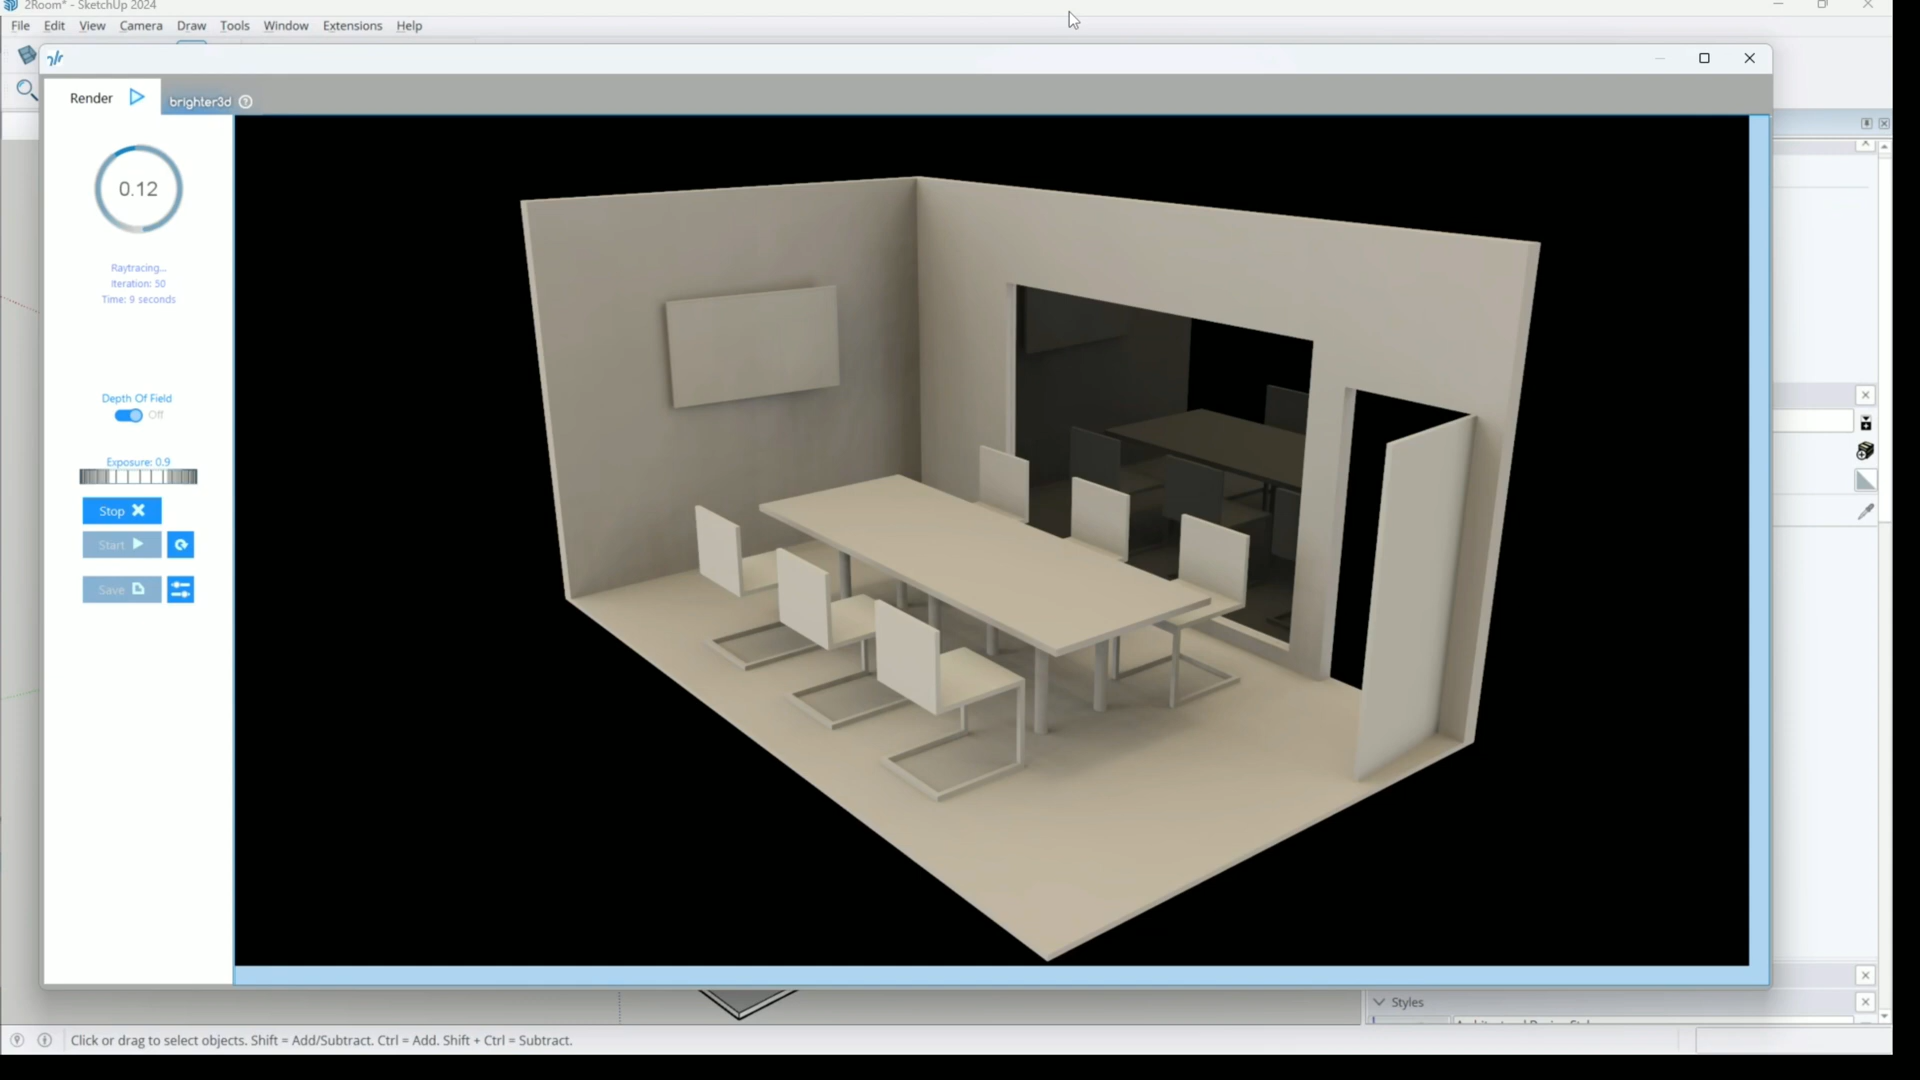 2Room* - SketchUp 2024
File Edit View Camera Draw Tools Window Extensions Help
Render
brighter3d
0.12
Raytracing...
Iteration: 50
Time: 9 seconds
Depth Of Field
Off
Exposure: 0.9
Stop
Start
Save
Styles
Click or drag to select objects. Shift = Add/Subtract. Ctrl = Add. Shift + Ctrl = Subtract.